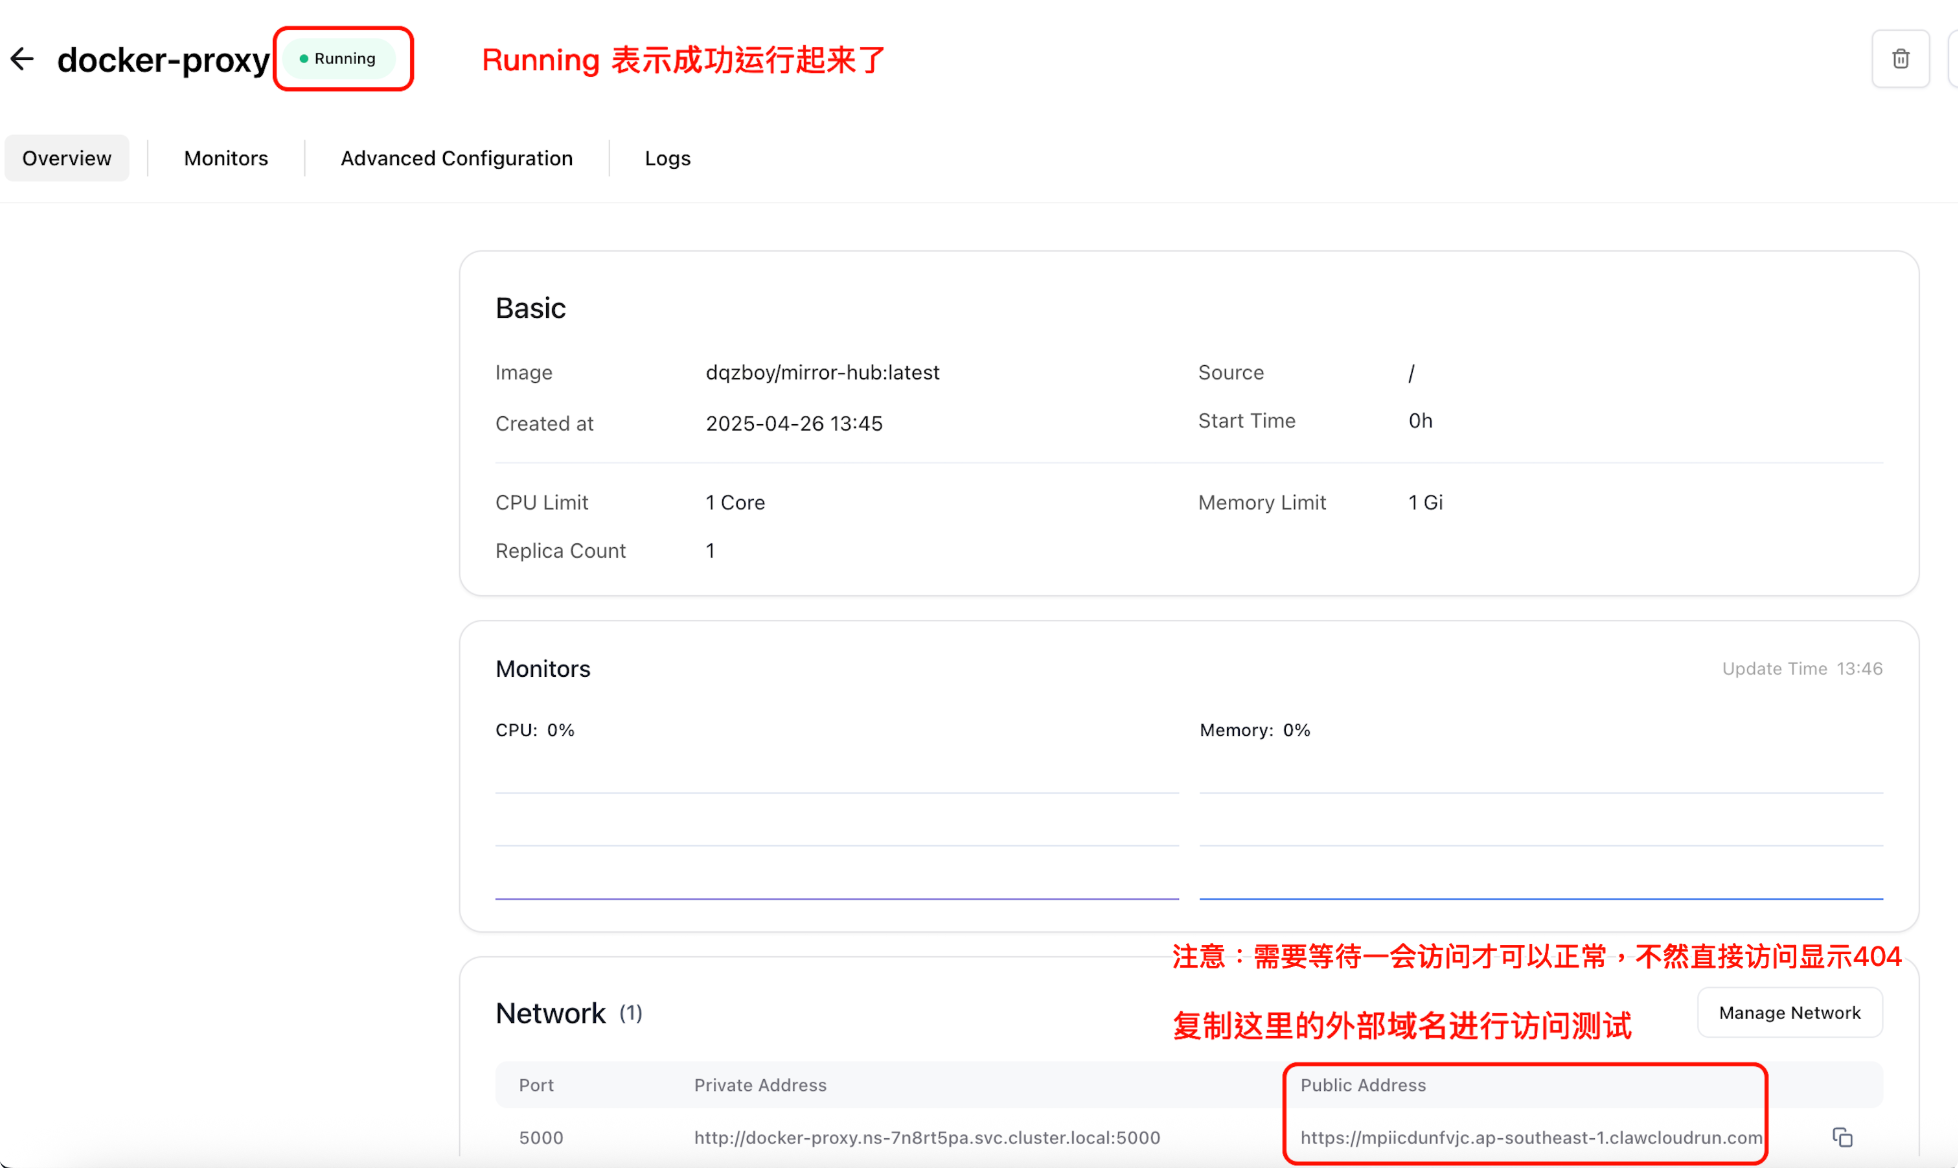 docker-proxy Running Running 表示成功运行起来了
Overview Monitors Advanced Configuration Logs
Basic
Image dqzboy/mirror-hub:latest Source /
Created at 2025-04-26 13:45 Start Time 0h
CPU Limit 1 Core Memory Limit 1 Gi
Replica Count 1
Monitors Update Time 13:46
CPU: 0% Memory: 0%
注意：需要等待一会访问才可以正常，不然直接访问显示404
Network (1) 复制这里的外部域名进行访问测试 Manage Network
Port Private Address Public Address
5000 http://docker-proxy.ns-7n8rt5pa.svc.cluster.local:5000 https://mpiicdunfvjc.ap-southeast-1.clawcloudrun.com